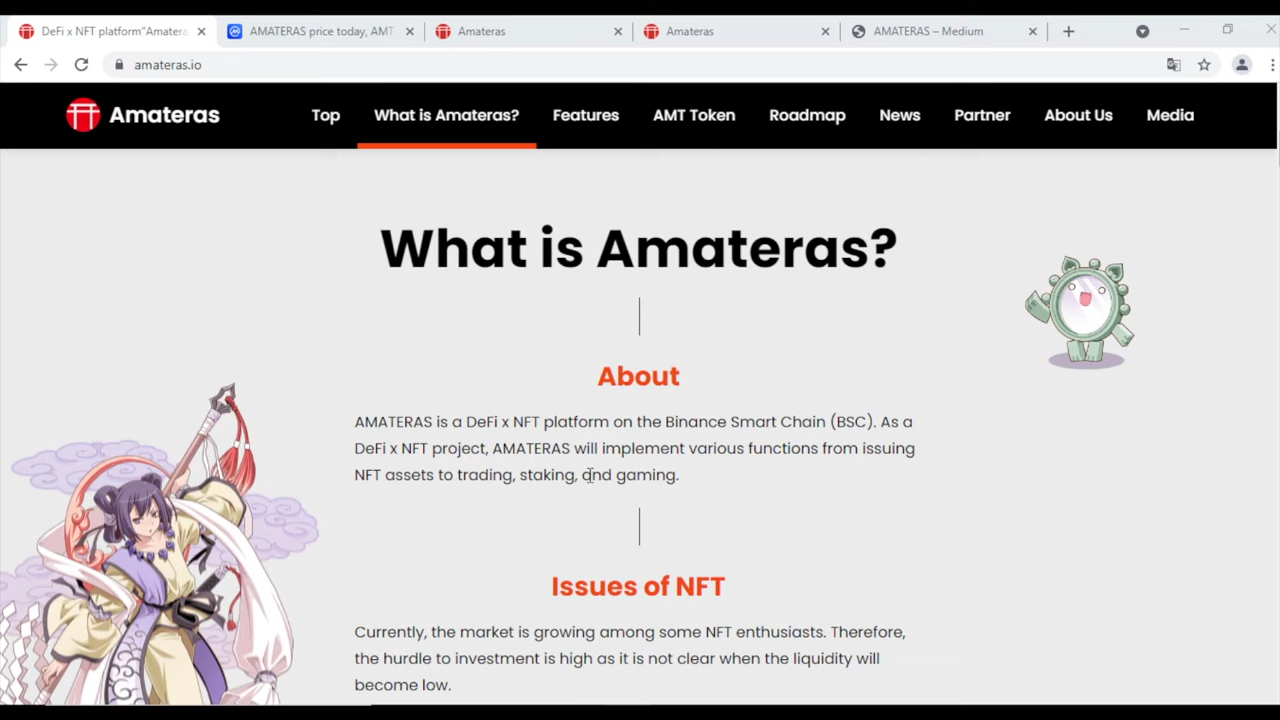 DeFi x NFT platform"Amatera
AMATERAS price today, AMT
Amateras
Amateras
AMATERAS – Medium
amateras.io
Amateras
Top
What is Amateras?
Features
AMT Token
Roadmap
News
Partner
About Us
Media
What is Amateras?
About
AMATERAS is a DeFi x NFT platform on the Binance Smart Chain (BSC). As a
DeFi x NFT project, AMATERAS will implement various functions from issuing
NFT assets to trading, staking, and gaming.
Issues of NFT
Currently, the market is growing among some NFT enthusiasts. Therefore,
the hurdle to investment is high as it is not clear when the liquidity will
become low.